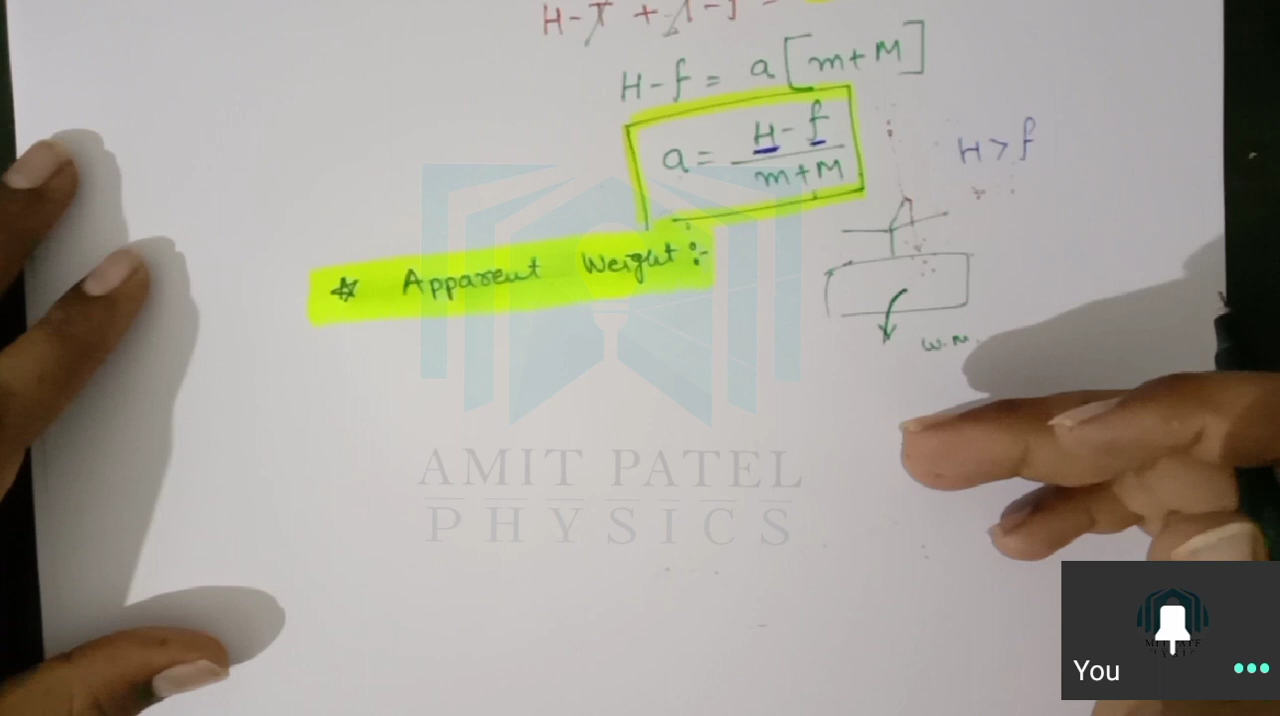 H-T + T-f =
H-f = a[m+M]
a = H-f / m+M
H > f
☆ Apparent Weight :-
W.M.
AMIT PATEL
PHYSICS
You